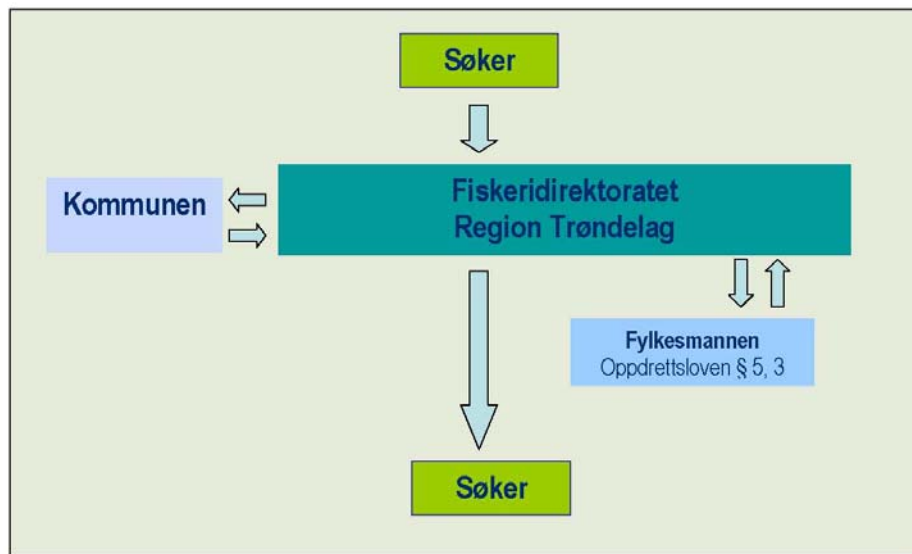 Søker
Fiskeridirektoratet
Region Trøndelag
Kommunen
Fylkesmannen
Oppdrettsloven § 5, 3
Søker